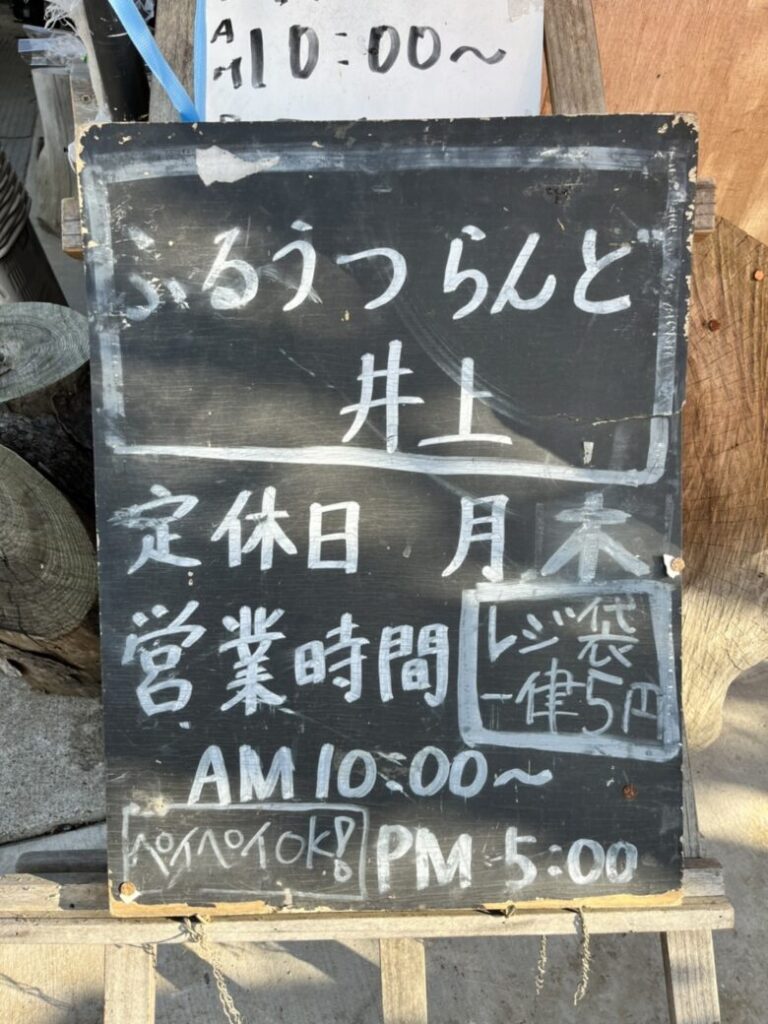 AM 10:00〜
ふるうつらんど
井上
定休日 月 木
営業時間
レジ袋
一律5円
AM 10:00〜
ペイペイOK!
PM 5:00